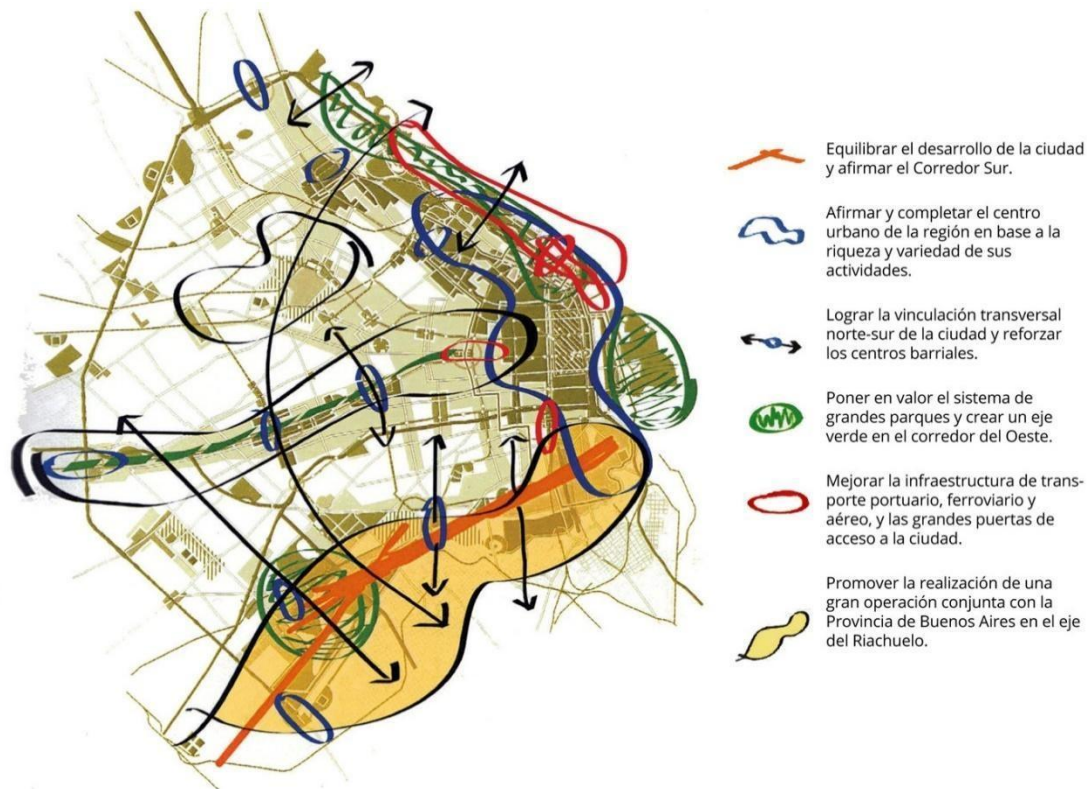 Equilibrar el desarrollo de la ciudad
y afirmar el Corredor Sur.
Afirmar y completar el centro
urbano de la región en base a la
riqueza y variedad de sus
actividades.
Lograr la vinculación transversal
norte-sur de la ciudad y reforzar
los centros barriales.
Poner en valor el sistema de
grandes parques y crear un eje
verde en el corredor del Oeste.
Mejorar la infraestructura de trans-
porte portuario, ferroviario y
aéreo, y las grandes puertas de
acceso a la ciudad.
Promover la realización de una
gran operación conjunta con la
Provincia de Buenos Aires en el eje
del Riachuelo.